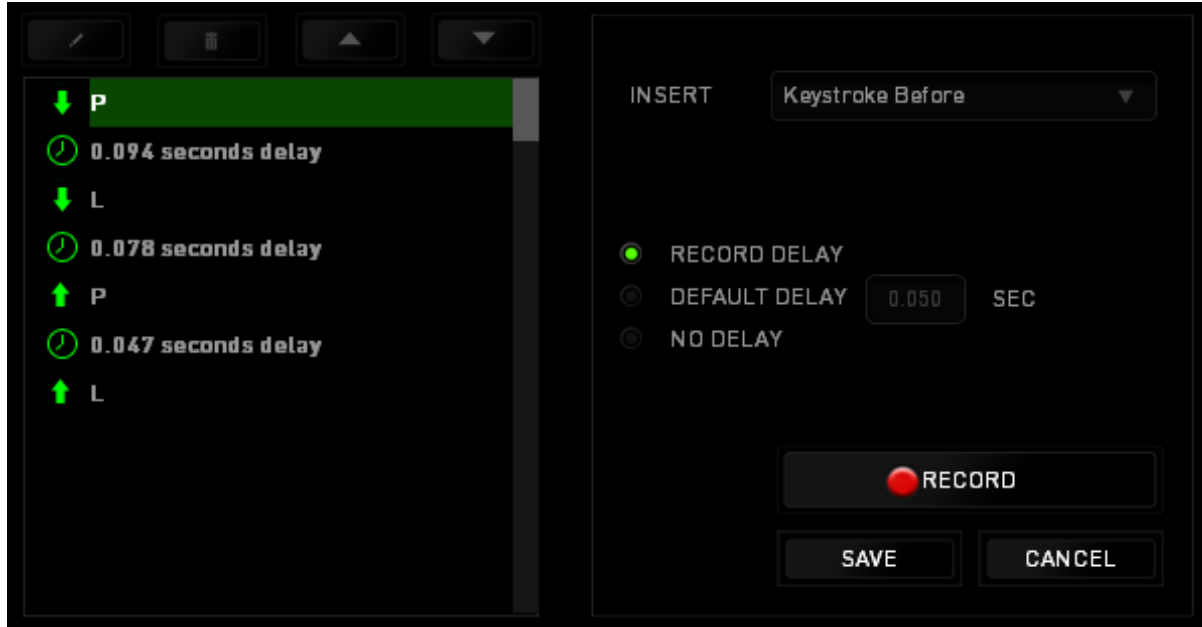 P
0.094 seconds delay
L
0.078 seconds delay
P
0.047 seconds delay
L
INSERT Keystroke Before
RECORD DELAY
DEFAULT DELAY 0.050 SEC
NO DELAY
RECORD
SAVE CANCEL